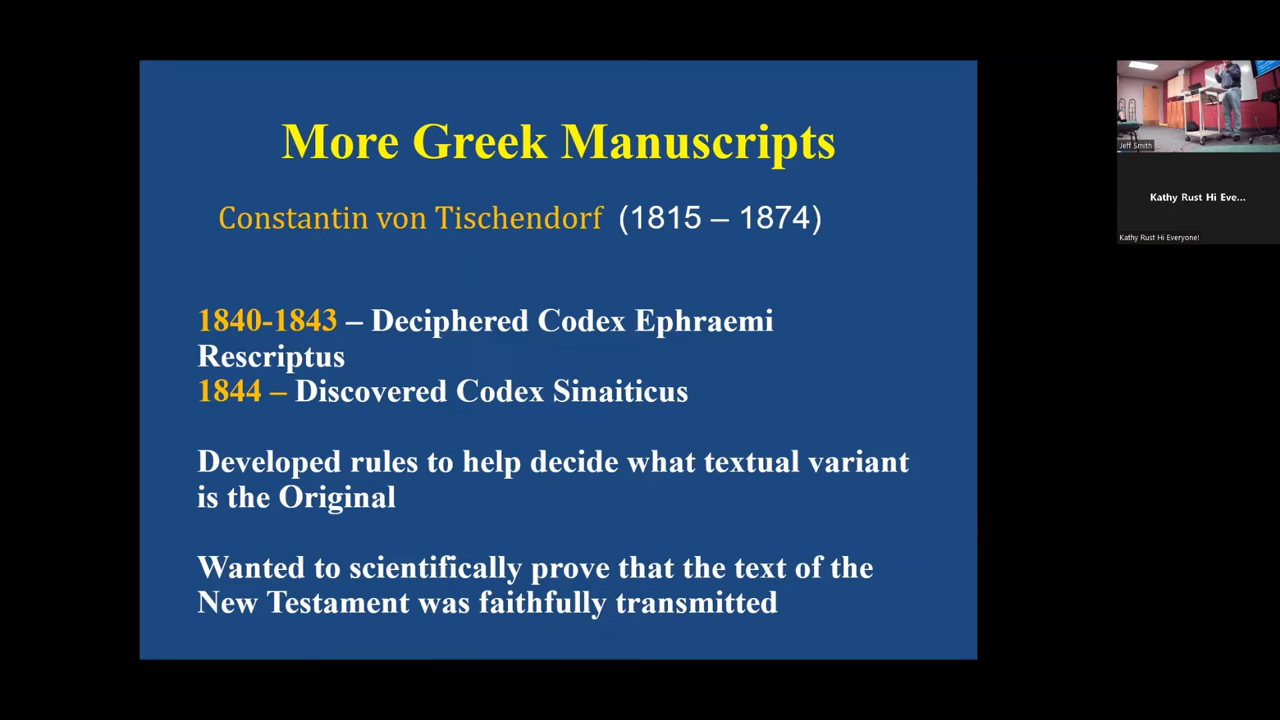 More Greek Manuscripts
Constantin von Tischendorf (1815 – 1874)
1840-1843 – Deciphered Codex Ephraemi
Rescriptus
1844 – Discovered Codex Sinaiticus
Developed rules to help decide what textual variant
is the Original
Wanted to scientifically prove that the text of the
New Testament was faithfully transmitted
Jeff Smith
Kathy Rust Hi Eve...
Kathy Rust Hi Everyone!